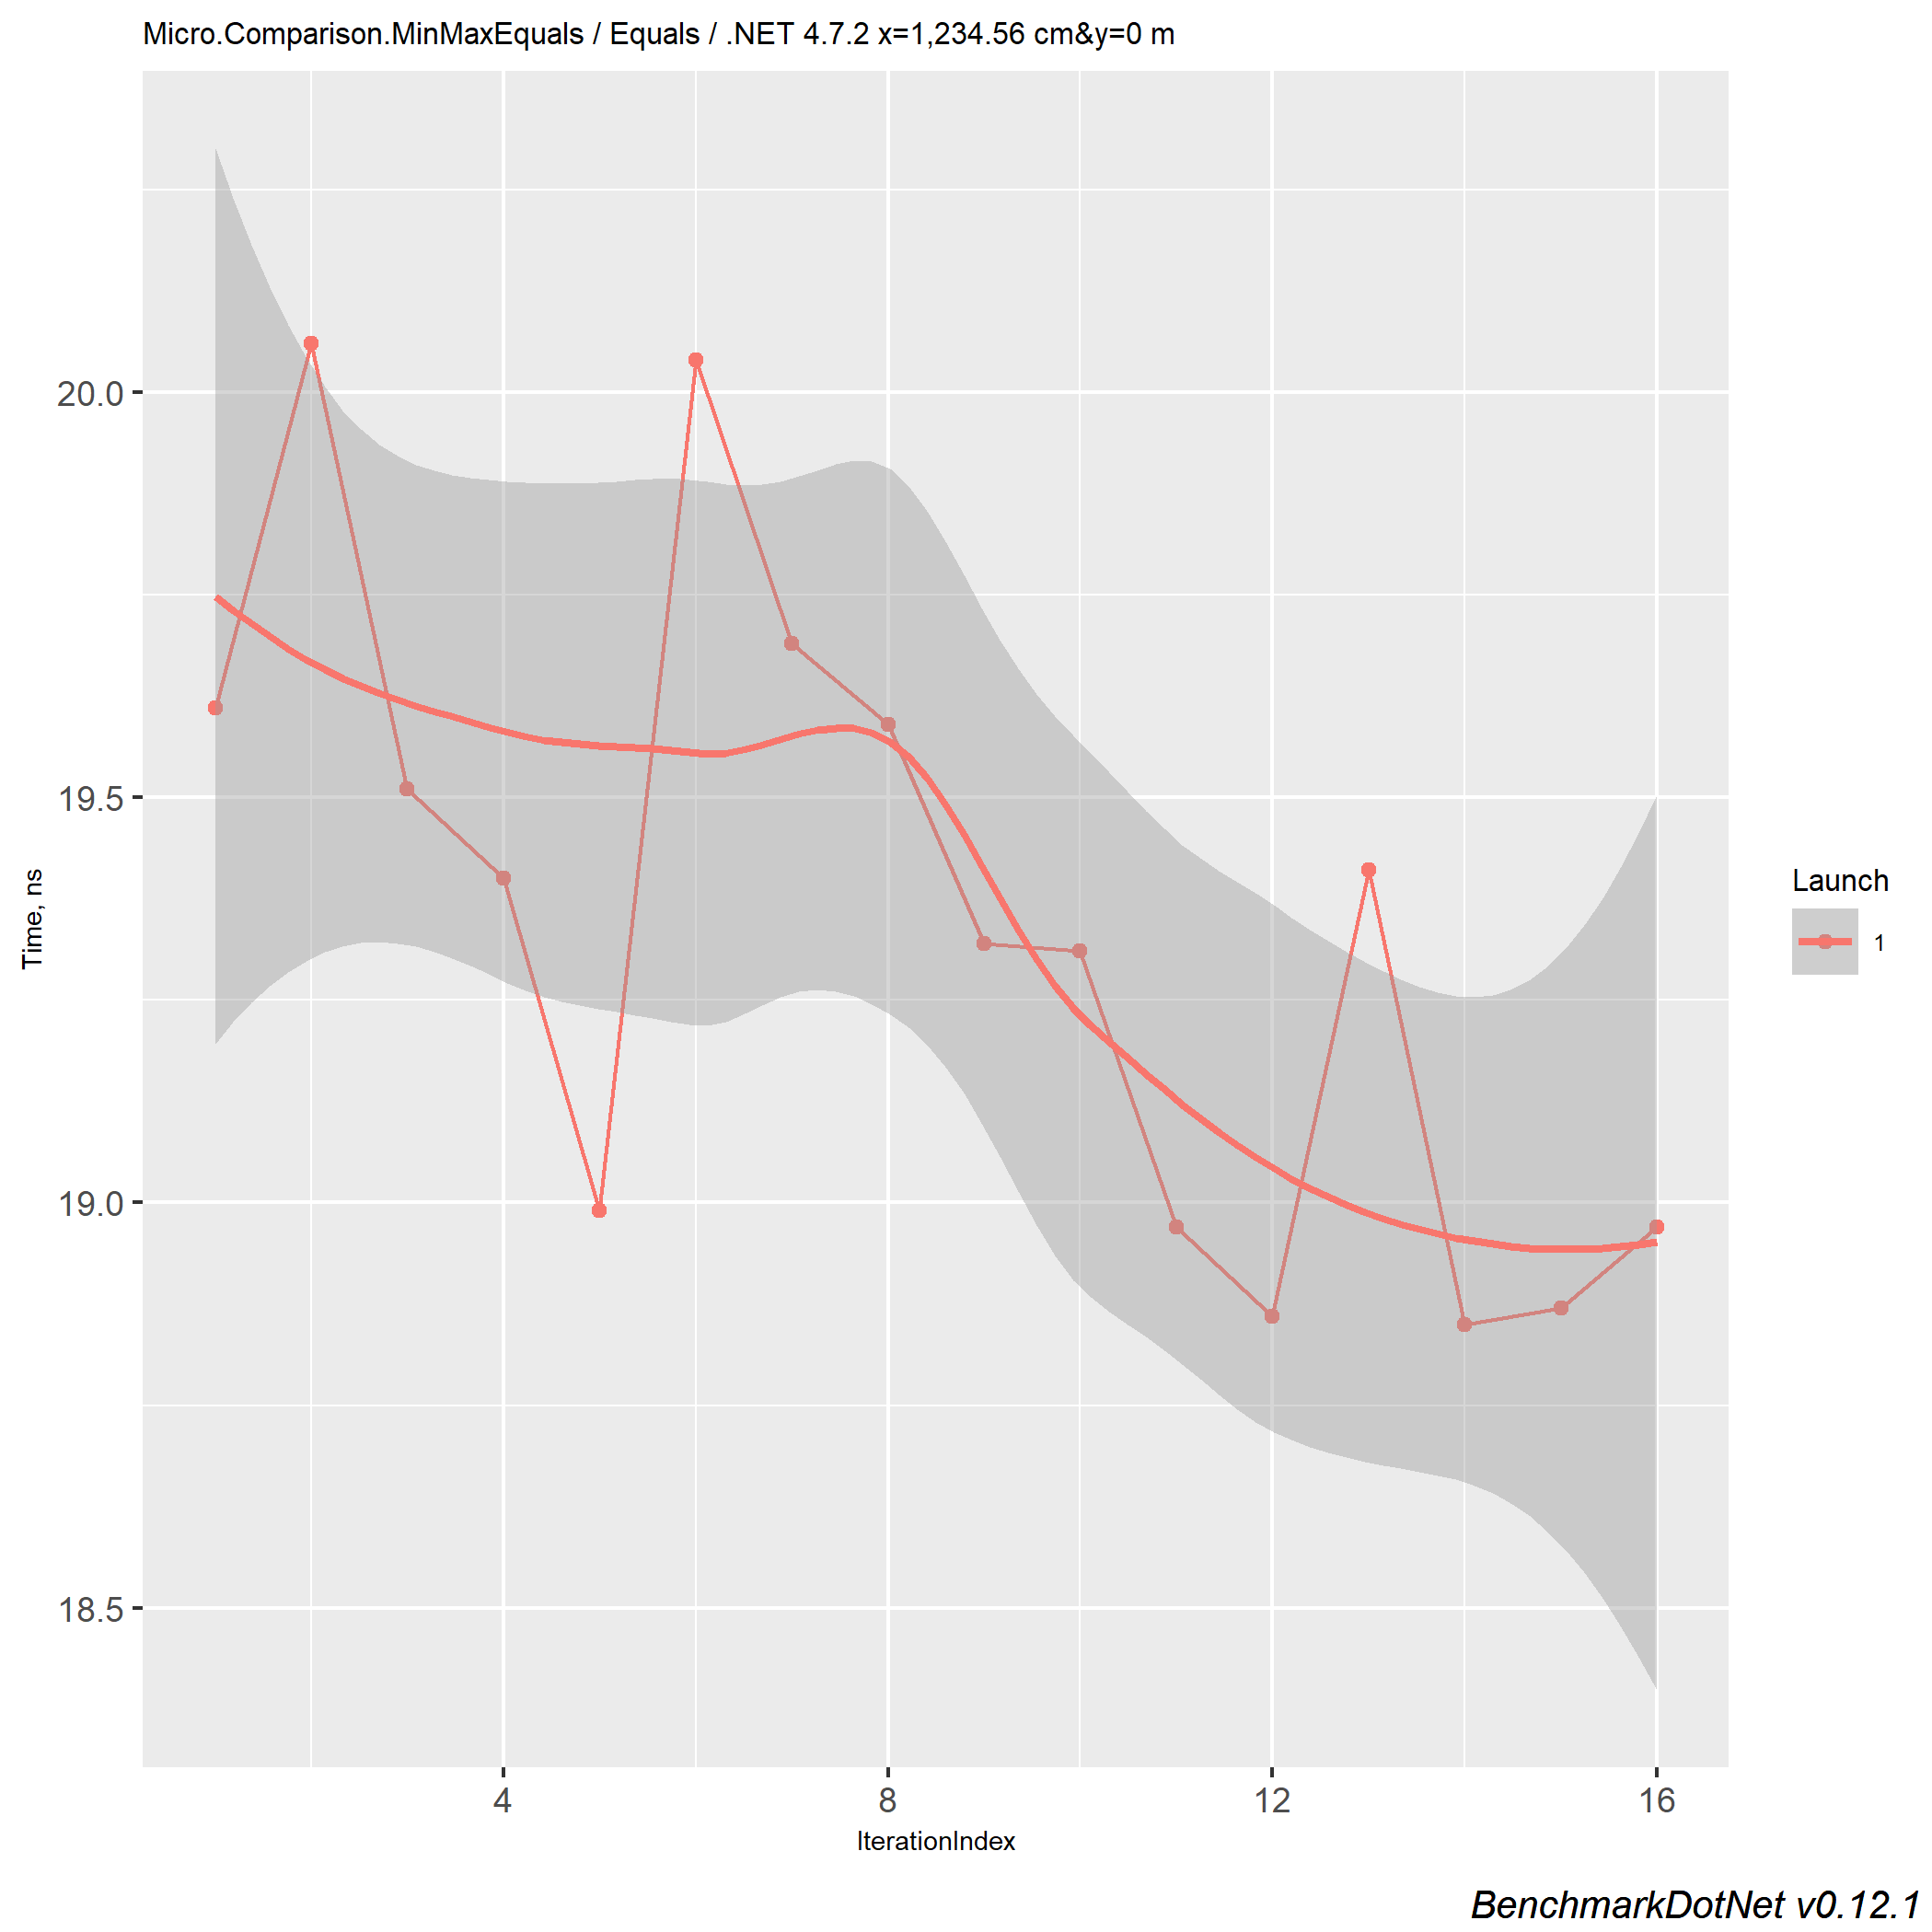 Micro.Comparison.MinMaxEquals / Equals / .NET 4.7.2 x=1,234.56 cm&y=0 m
20.0
19.5
19.0
18.5
Time, ns
4 8 12 16
IterationIndex
Launch
1
BenchmarkDotNet v0.12.1